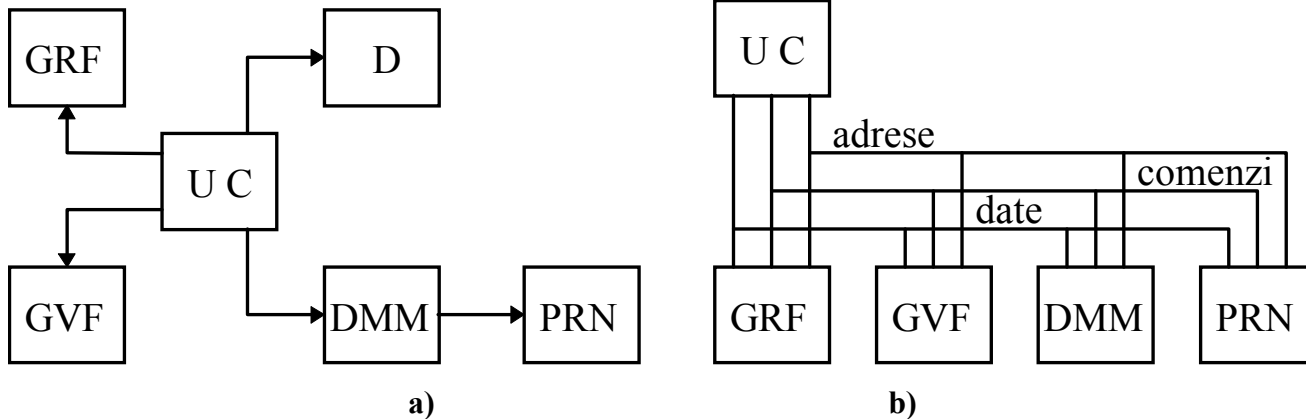 GRF
D
U C
GVF
DMM
PRN
a)
U C
adrese
comenzi
date
GRF
GVF
DMM
PRN
b)